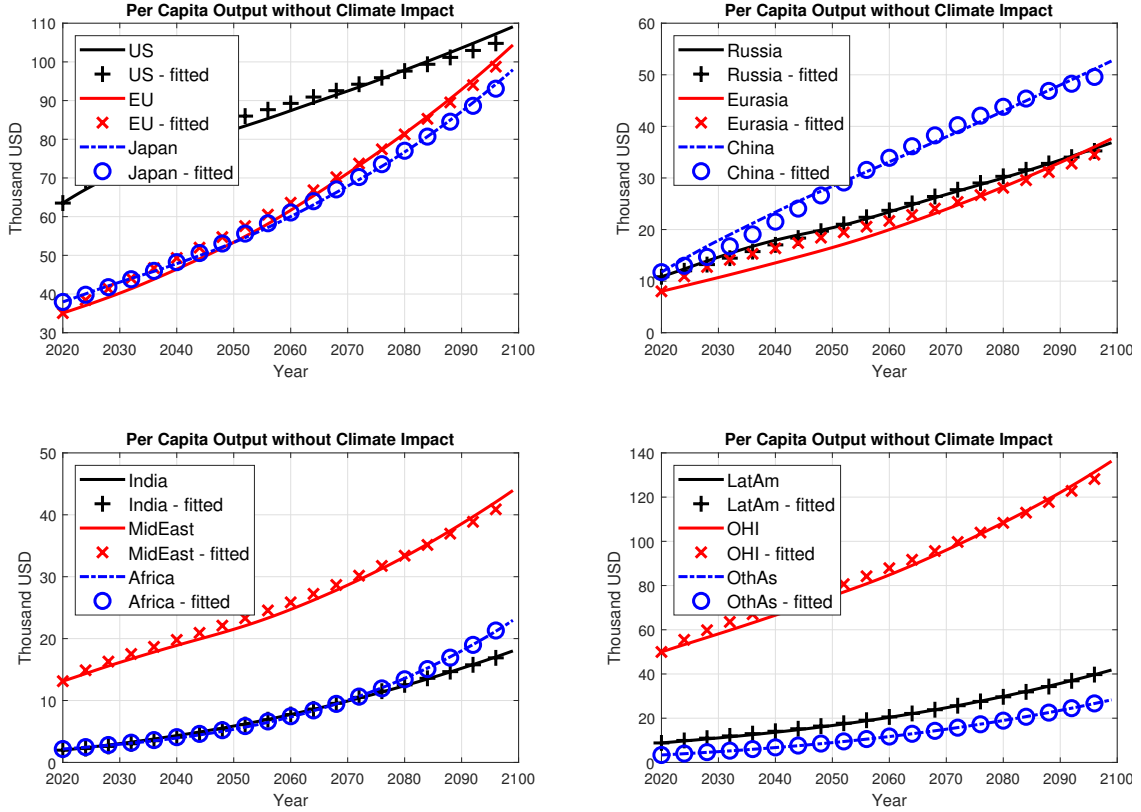 Per Capita Output without Climate Impact
110
100
90
80
70
60
50
40
30
Thousand USD
US
US - fitted
EU
EU - fitted
Japan
Japan - fitted
2020 2030 2040 2050 2060 2070 2080 2090 2100
Year
Per Capita Output without Climate Impact
60
50
40
30
20
10
0
Thousand USD
Russia
Russia - fitted
Eurasia
Eurasia - fitted
China
China - fitted
2020 2030 2040 2050 2060 2070 2080 2090 2100
Year
Per Capita Output without Climate Impact
50
40
30
20
10
0
Thousand USD
India
India - fitted
MidEast
MidEast - fitted
Africa
Africa - fitted
2020 2030 2040 2050 2060 2070 2080 2090 2100
Year
Per Capita Output without Climate Impact
140
120
100
80
60
40
20
0
Thousand USD
LatAm
LatAm - fitted
OHI
OHI - fitted
OthAs
OthAs - fitted
2020 2030 2040 2050 2060 2070 2080 2090 2100
Year